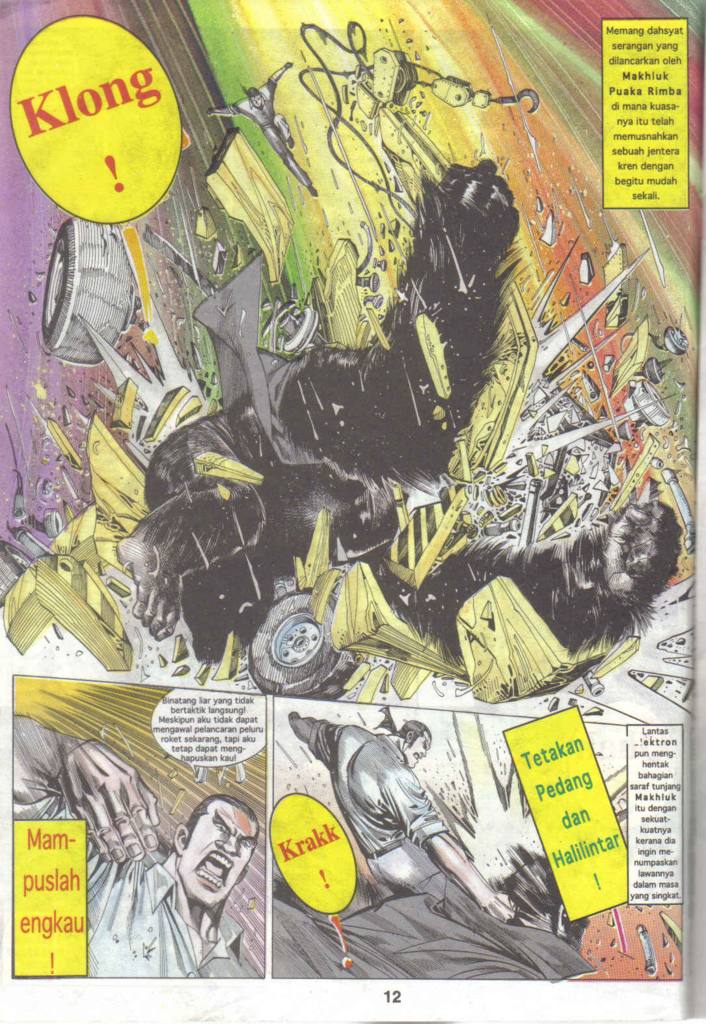 Klong
!
Memang dahsyat
serangan yang
dilancarkan oleh
Makhluk
Puaka Rimba
di mana kuasa-
nya itu telah
memusnahkan
sebuah jentera
kren dengan
begitu mudah
sekali.
Binatang liar yang tidak
bertaktik langsung!
Meskipun aku tidak dapat
mengawal pelancaran peluru
roket sekarang, tapi aku
tetap dapat meng-
hapuskan kau!
Mam-
puslah
engkau
!
Krakk
!
Tetakan
Pedang
dan
Halilintar
!
Lantas
lektron
pun meng-
hentak
bahagian
saraf tunjang
Makhluk
itu dengan
sekuat-
kuatnya
kerana dia
ingin me-
numpaskan
lawannya
dalam masa
yang singkat.
12